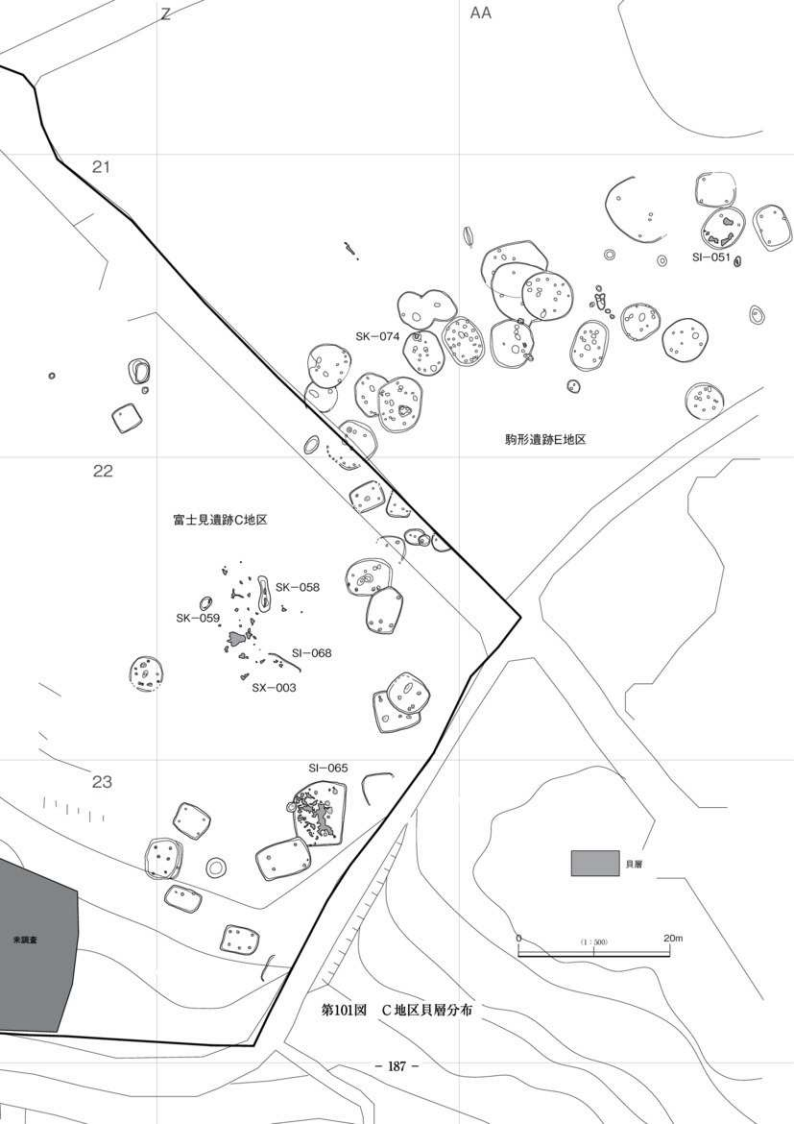 Z
AA
21
SI-051
SK-074
駒形遺跡E地区
22
富士見遺跡C地区
SK-058
SK-059
SI-068
SX-003
23
SI-065
貝層
未調査
0 (1:500) 20m
第101図 C地区貝層分布
- 187 -